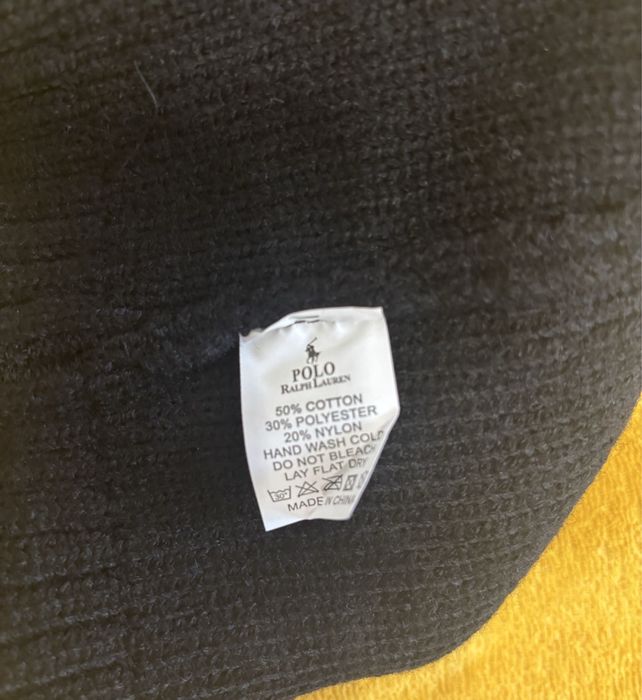 POLO
RALPH LAUREN
50% COTTON
30% POLYESTER
20% NYLON
HAND WASH COLD
DO NOT BLEACH
LAY FLAT DRY
30°
MADE IN CHINA